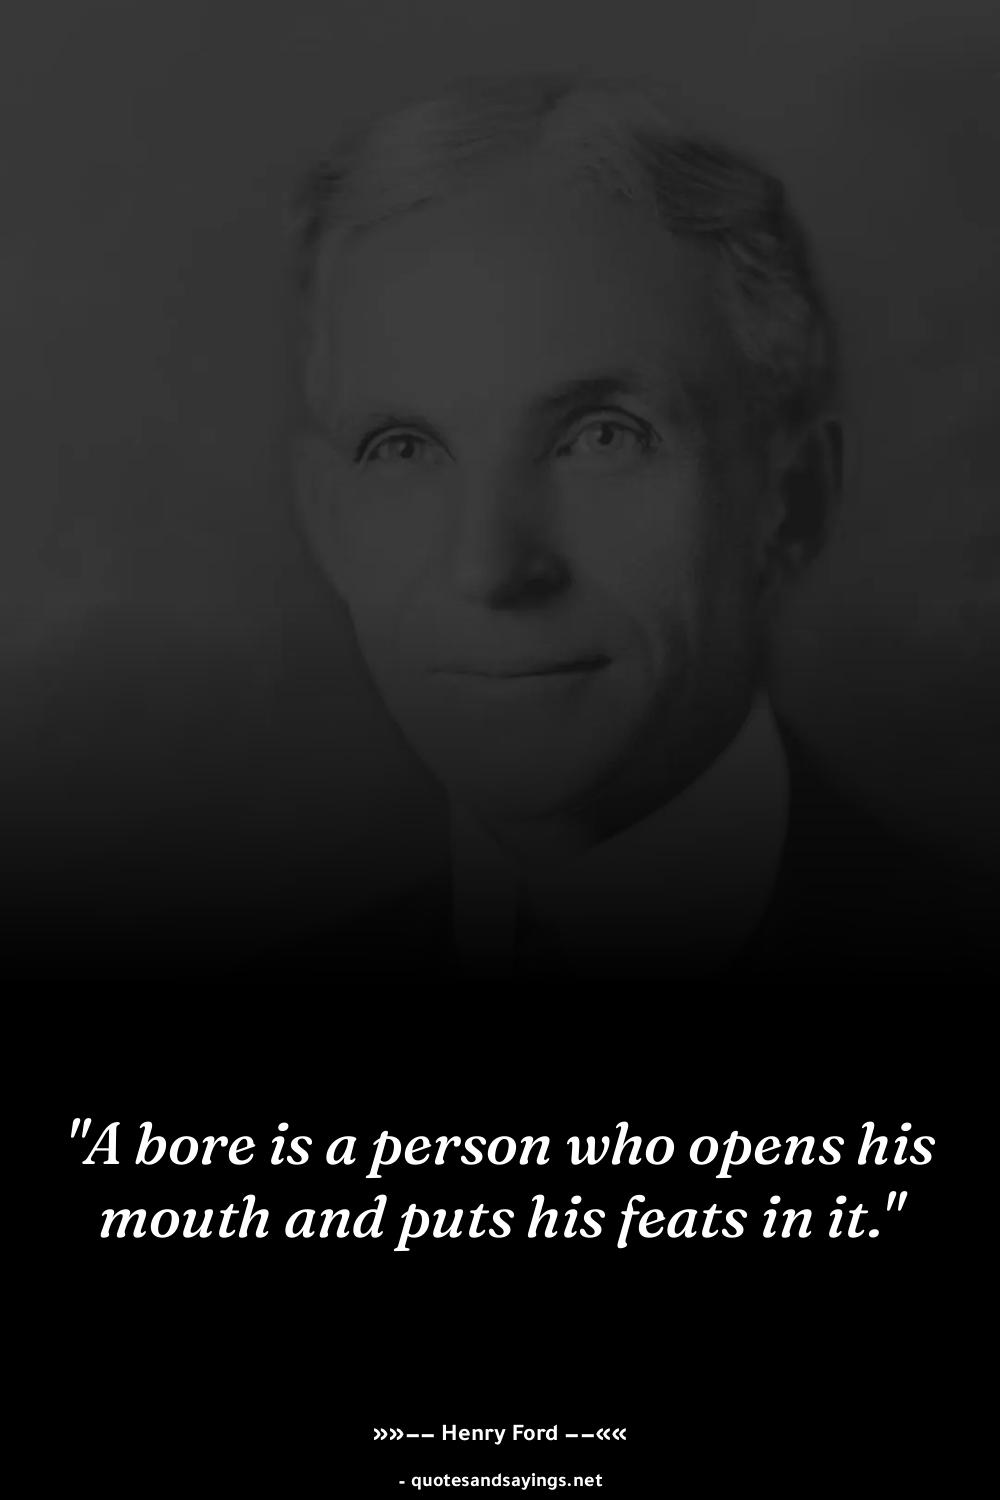 "A bore is a person who opens his
mouth and puts his feats in it."
»»—— Henry Ford ——««
- quotesandsayings.net